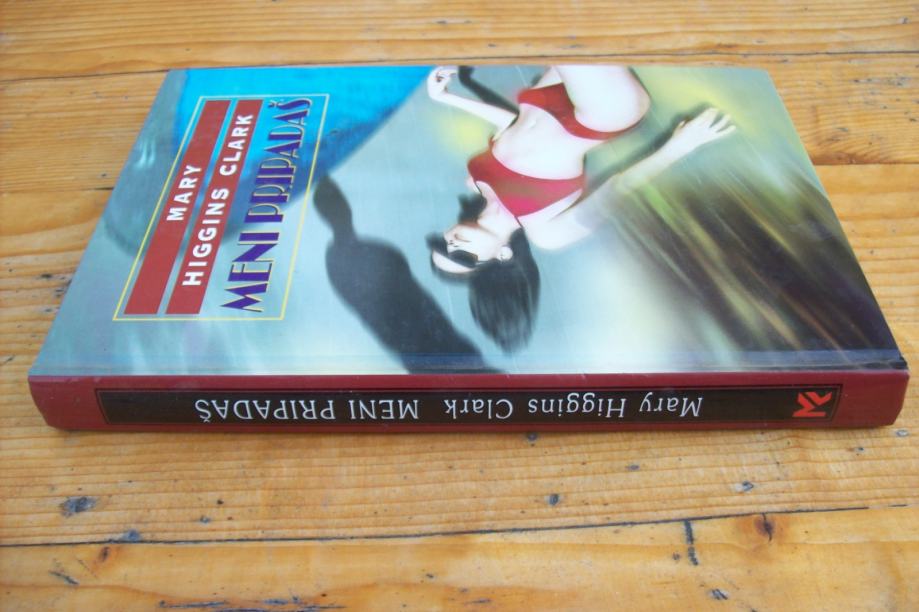 MARY
HIGGINS CLARK
MENI PRIPADAŠ
Mary Higgins Clark MENI PRIPADAŠ